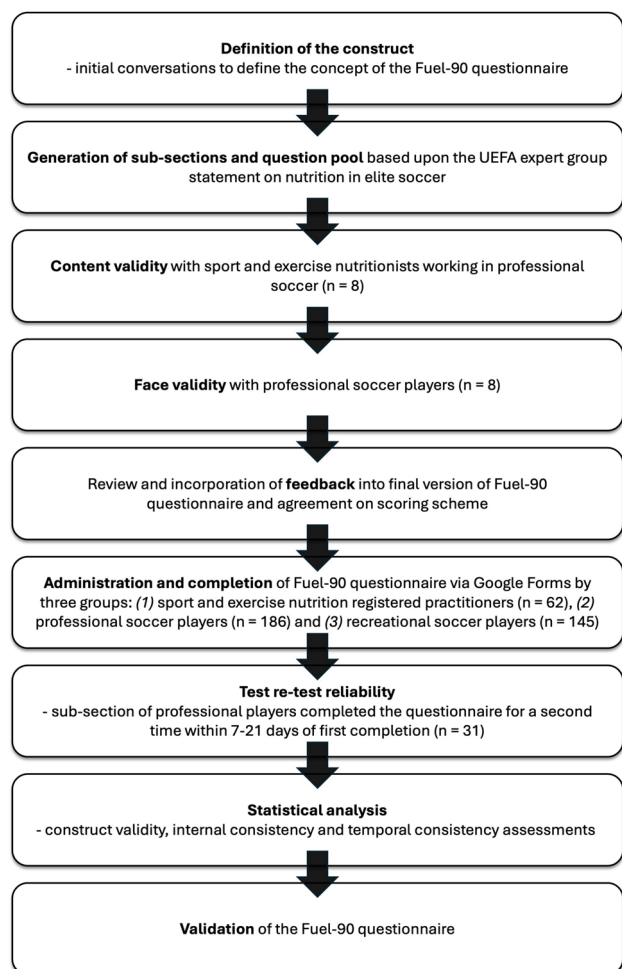 Definition of the construct
- initial conversations to define the concept of the Fuel-90 questionnaire
Generation of sub-sections and question pool based upon the UEFA expert group
statement on nutrition in elite soccer
Content validity with sport and exercise nutritionists working in professional
soccer (n = 8)
Face validity with professional soccer players (n = 8)
Review and incorporation of feedback into final version of Fuel-90
questionnaire and agreement on scoring scheme
Administration and completion of Fuel-90 questionnaire via Google Forms by
three groups: (1) sport and exercise nutrition registered practitioners (n = 62), (2)
professional soccer players (n = 186) and (3) recreational soccer players (n = 145)
Test re-test reliability
- sub-section of professional players completed the questionnaire for a second
time within 7-21 days of first completion (n = 31)
Statistical analysis
- construct validity, internal consistency and temporal consistency assessments
Validation of the Fuel-90 questionnaire